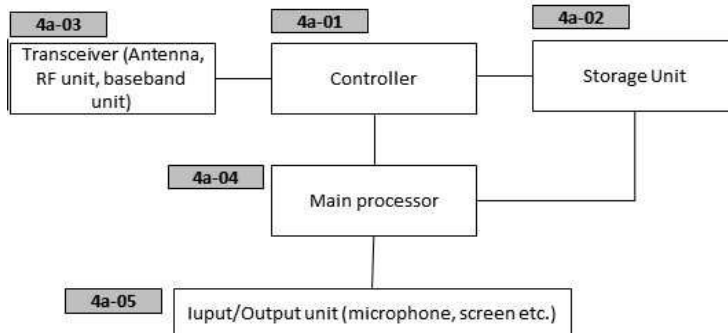 4a-03
Transceiver (Antenna,
RF unit, baseband
unit)
4a-01
Controller
4a-02
Storage Unit
4a-04
Main processor
4a-05
Iuput/Output unit (microphone, screen etc.)